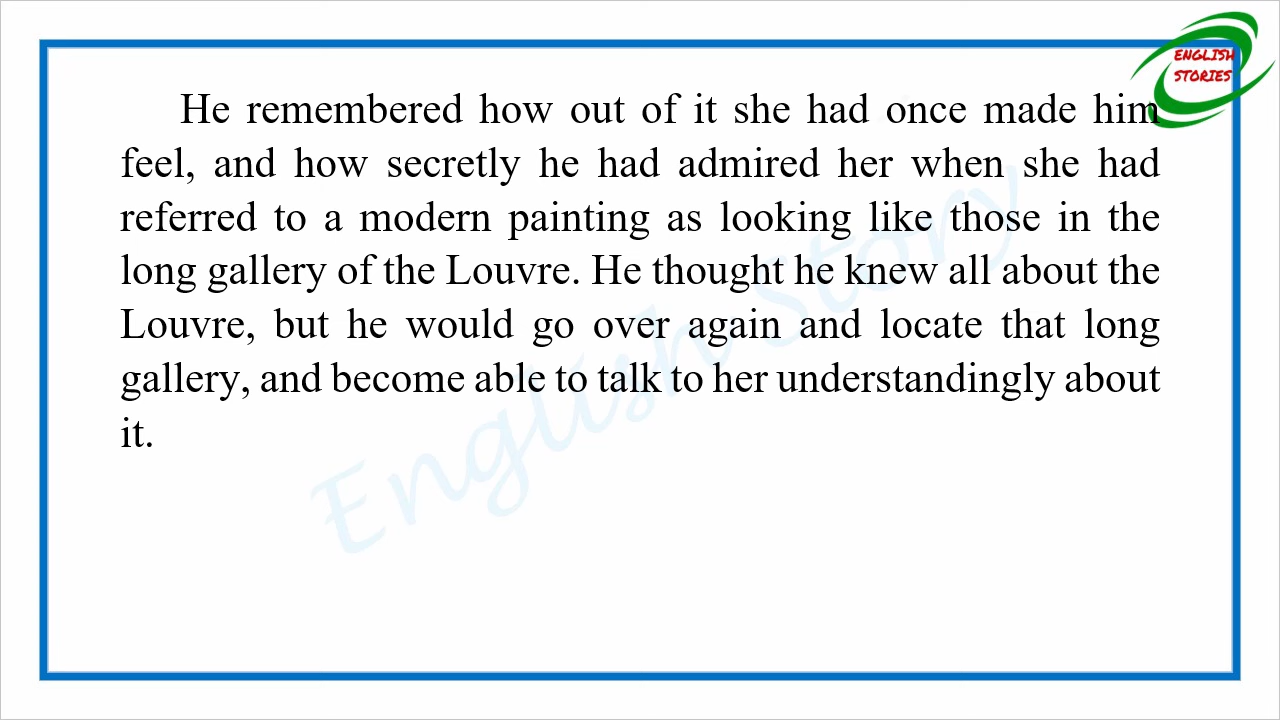 ENGLISH
STORIES
He remembered how out of it she had once made him
feel, and how secretly he had admired her when she had
referred to a modern painting as looking like those in the
long gallery of the Louvre. He thought he knew all about the
Louvre, but he would go over again and locate that long
gallery, and become able to talk to her understandingly about
it.
English Story